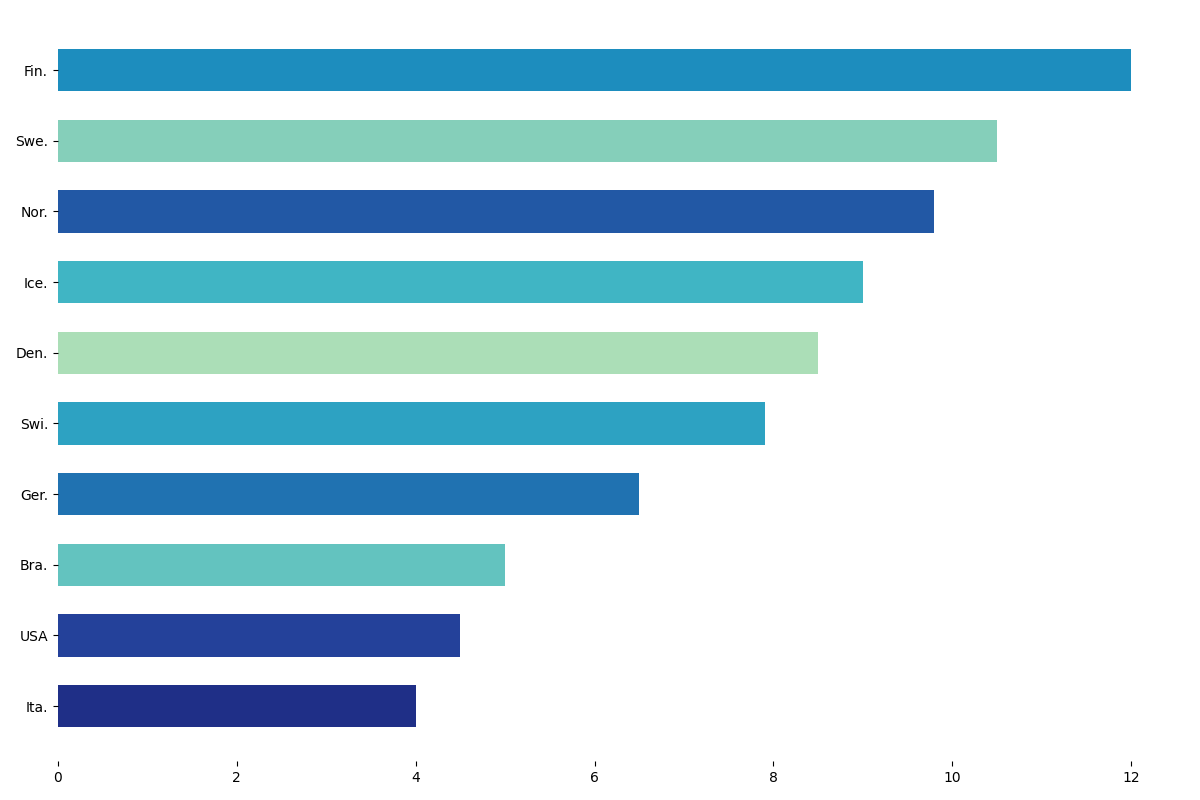 Fin.
Swe.
Nor.
Ice.
Den.
Swi.
Ger.
Bra.
USA
Ita.
0 2 4 6 8 10 12